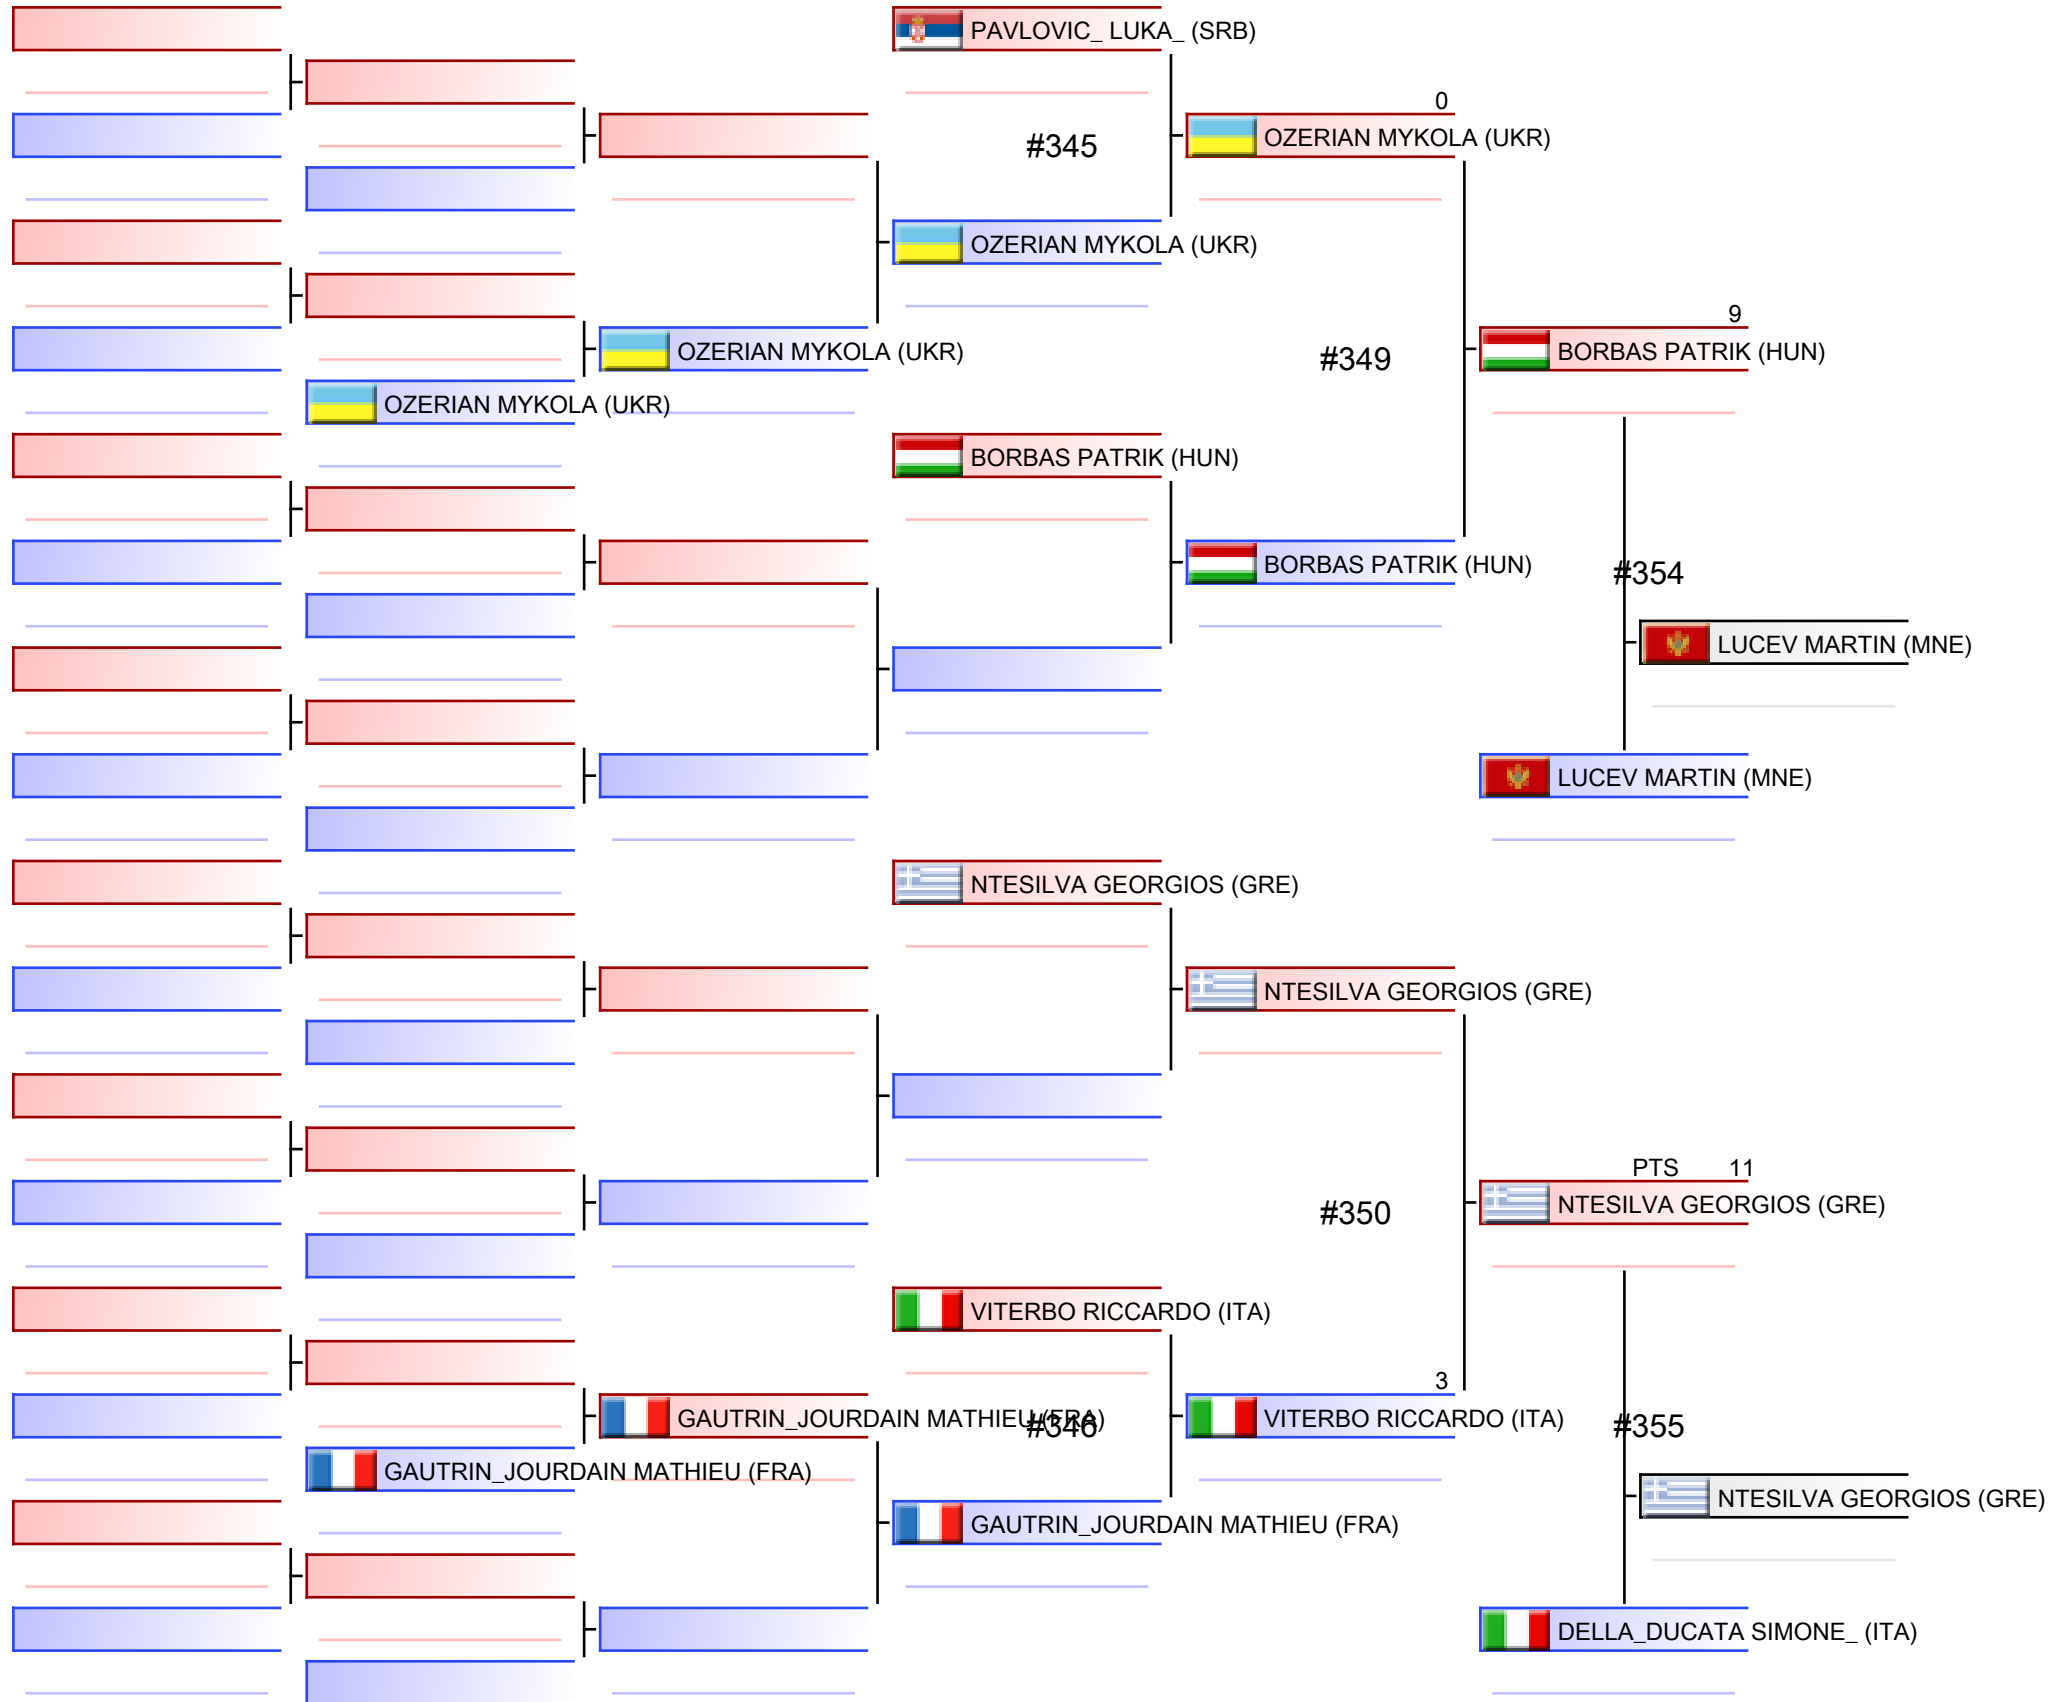 PAVLOVIC_ LUKA_ (SRB)
0
OZERIAN MYKOLA (UKR)
#345
OZERIAN MYKOLA (UKR)
9
BORBAS PATRIK (HUN)
#349
OZERIAN MYKOLA (UKR)
OZERIAN MYKOLA (UKR)
BORBAS PATRIK (HUN)
BORBAS PATRIK (HUN)
#354
LUCEV MARTIN (MNE)
LUCEV MARTIN (MNE)
NTESILVA GEORGIOS (GRE)
NTESILVA GEORGIOS (GRE)
PTS 11
NTESILVA GEORGIOS (GRE)
#350
VITERBO RICCARDO (ITA)
3
GAUTRIN_JOURDAIN MATHIEU (FRA)
#346
VITERBO RICCARDO (ITA)
#355
GAUTRIN_JOURDAIN MATHIEU (FRA)
NTESILVA GEORGIOS (GRE)
GAUTRIN_JOURDAIN MATHIEU (FRA)
DELLA_DUCATA SIMONE_ (ITA)